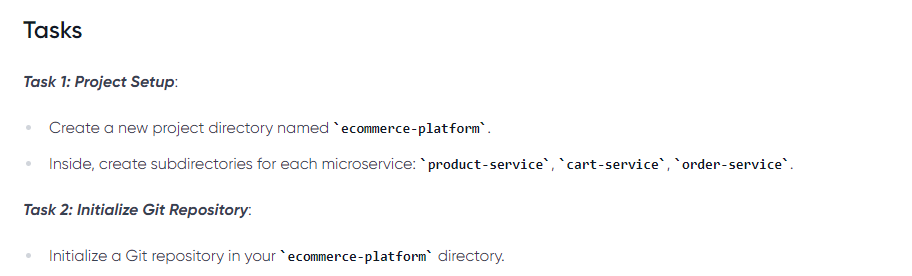 Tasks
Task 1: Project Setup:
Create a new project directory named `ecommerce-platform`.
Inside, create subdirectories for each microservice: `product-service`, `cart-service`, `order-service`.
Task 2: Initialize Git Repository:
Initialize a Git repository in your `ecommerce-platform` directory.